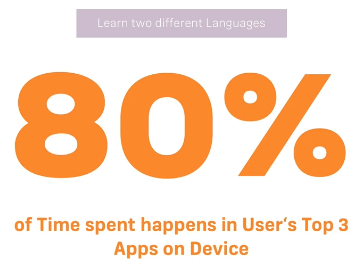 Learn two different Languages
80%
of Time spent happens in User's Top 3
Apps on Device